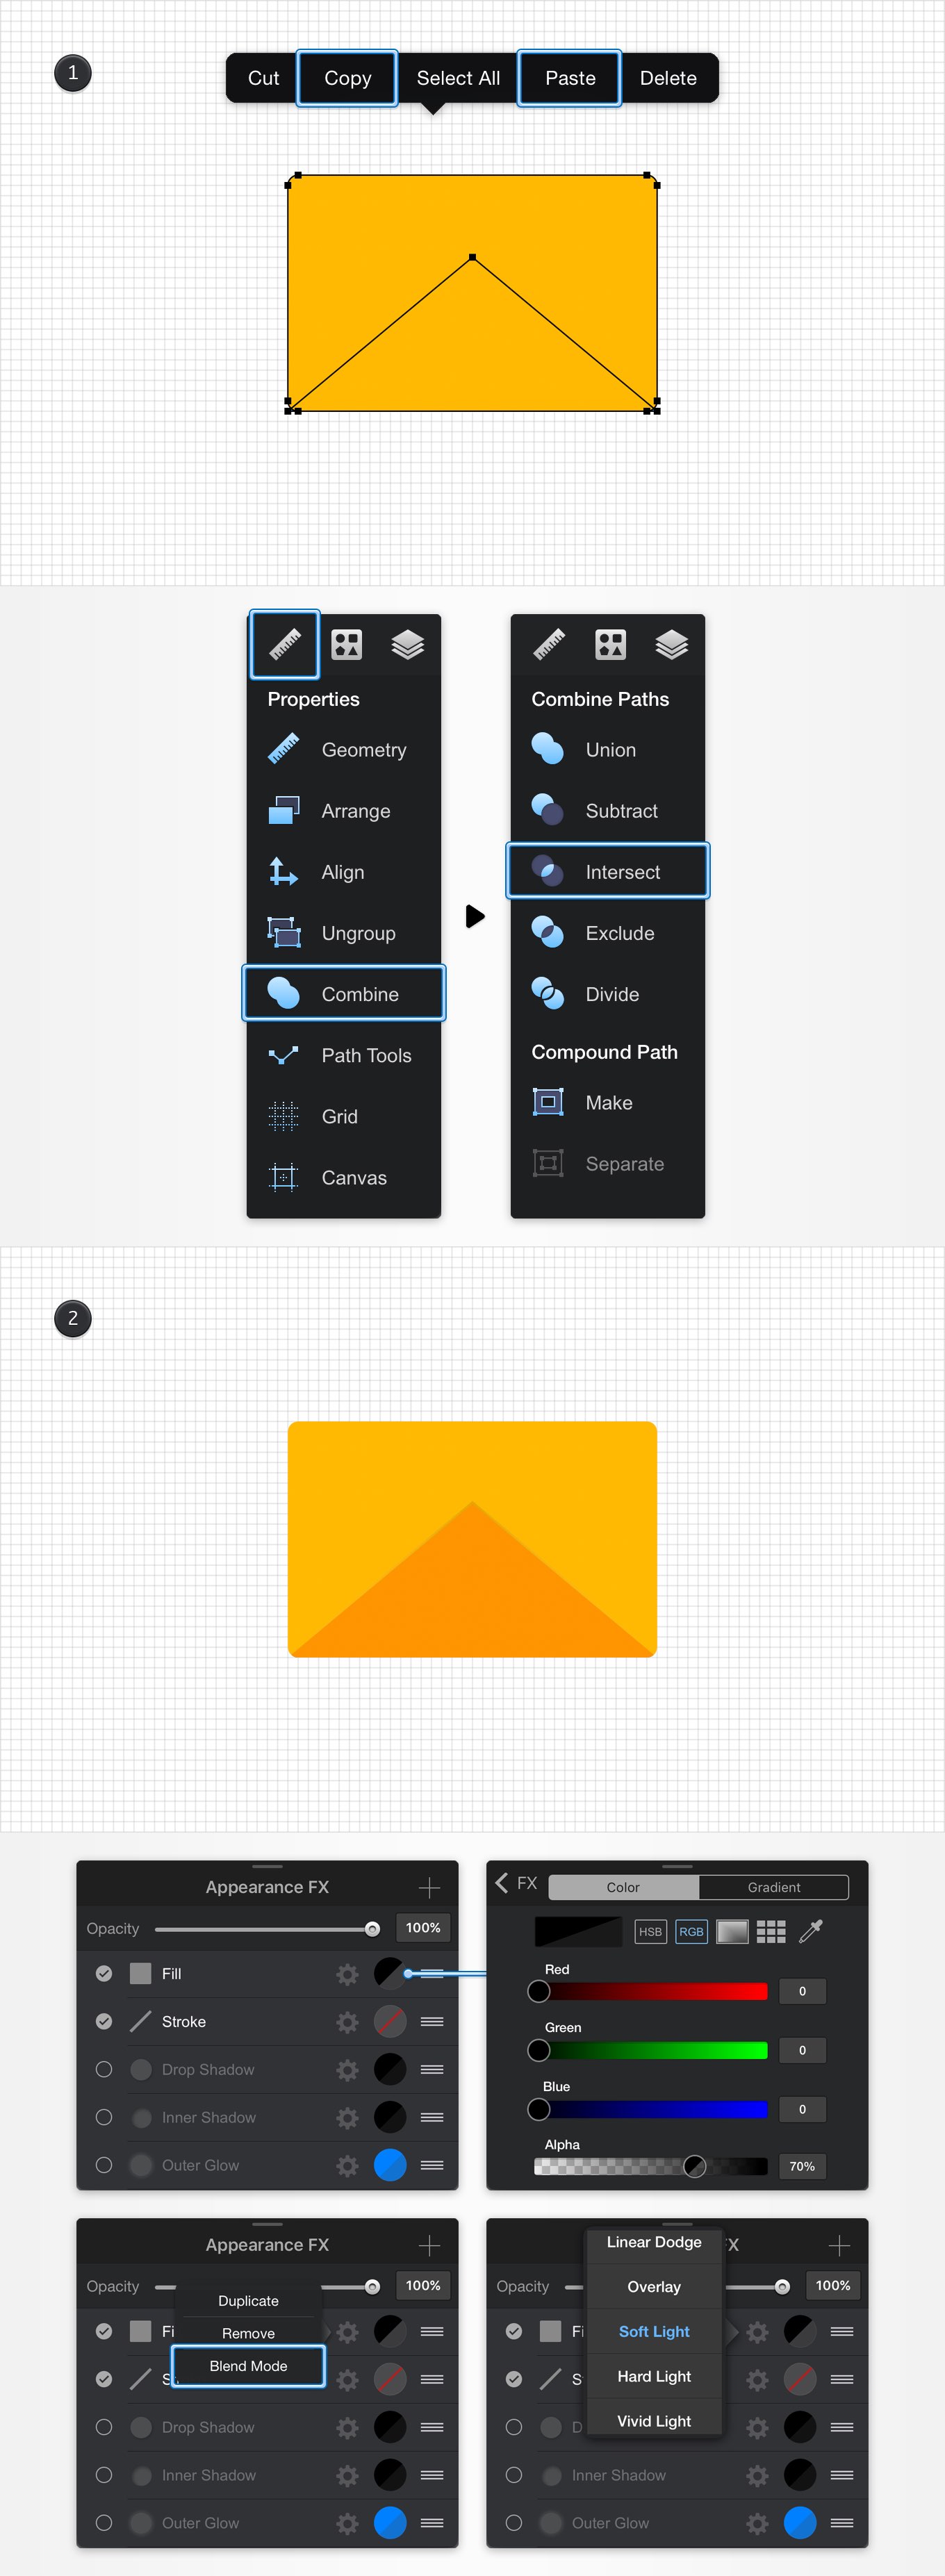 1
Cut Copy Select All Paste Delete
Properties
Geometry
Arrange
Align
Ungroup
Combine
Path Tools
Grid
Canvas
Combine Paths
Union
Subtract
Intersect
Exclude
Divide
Compound Path
Make
Separate
2
Appearance FX
Opacity 100%
Fill
Stroke
Drop Shadow
Inner Shadow
Outer Glow
FX Color Gradient
HSB RGB
Red
0
Green
0
Blue
0
Alpha
70%
Appearance FX
Opacity 100%
Duplicate
Fi
Remove
Blend Mode
S
Drop Shadow
Inner Shadow
Outer Glow
Linear Dodge X
Opacity Overlay 100%
Fi Soft Light
S Hard Light
D Vivid Light
Inner Shadow
Outer Glow